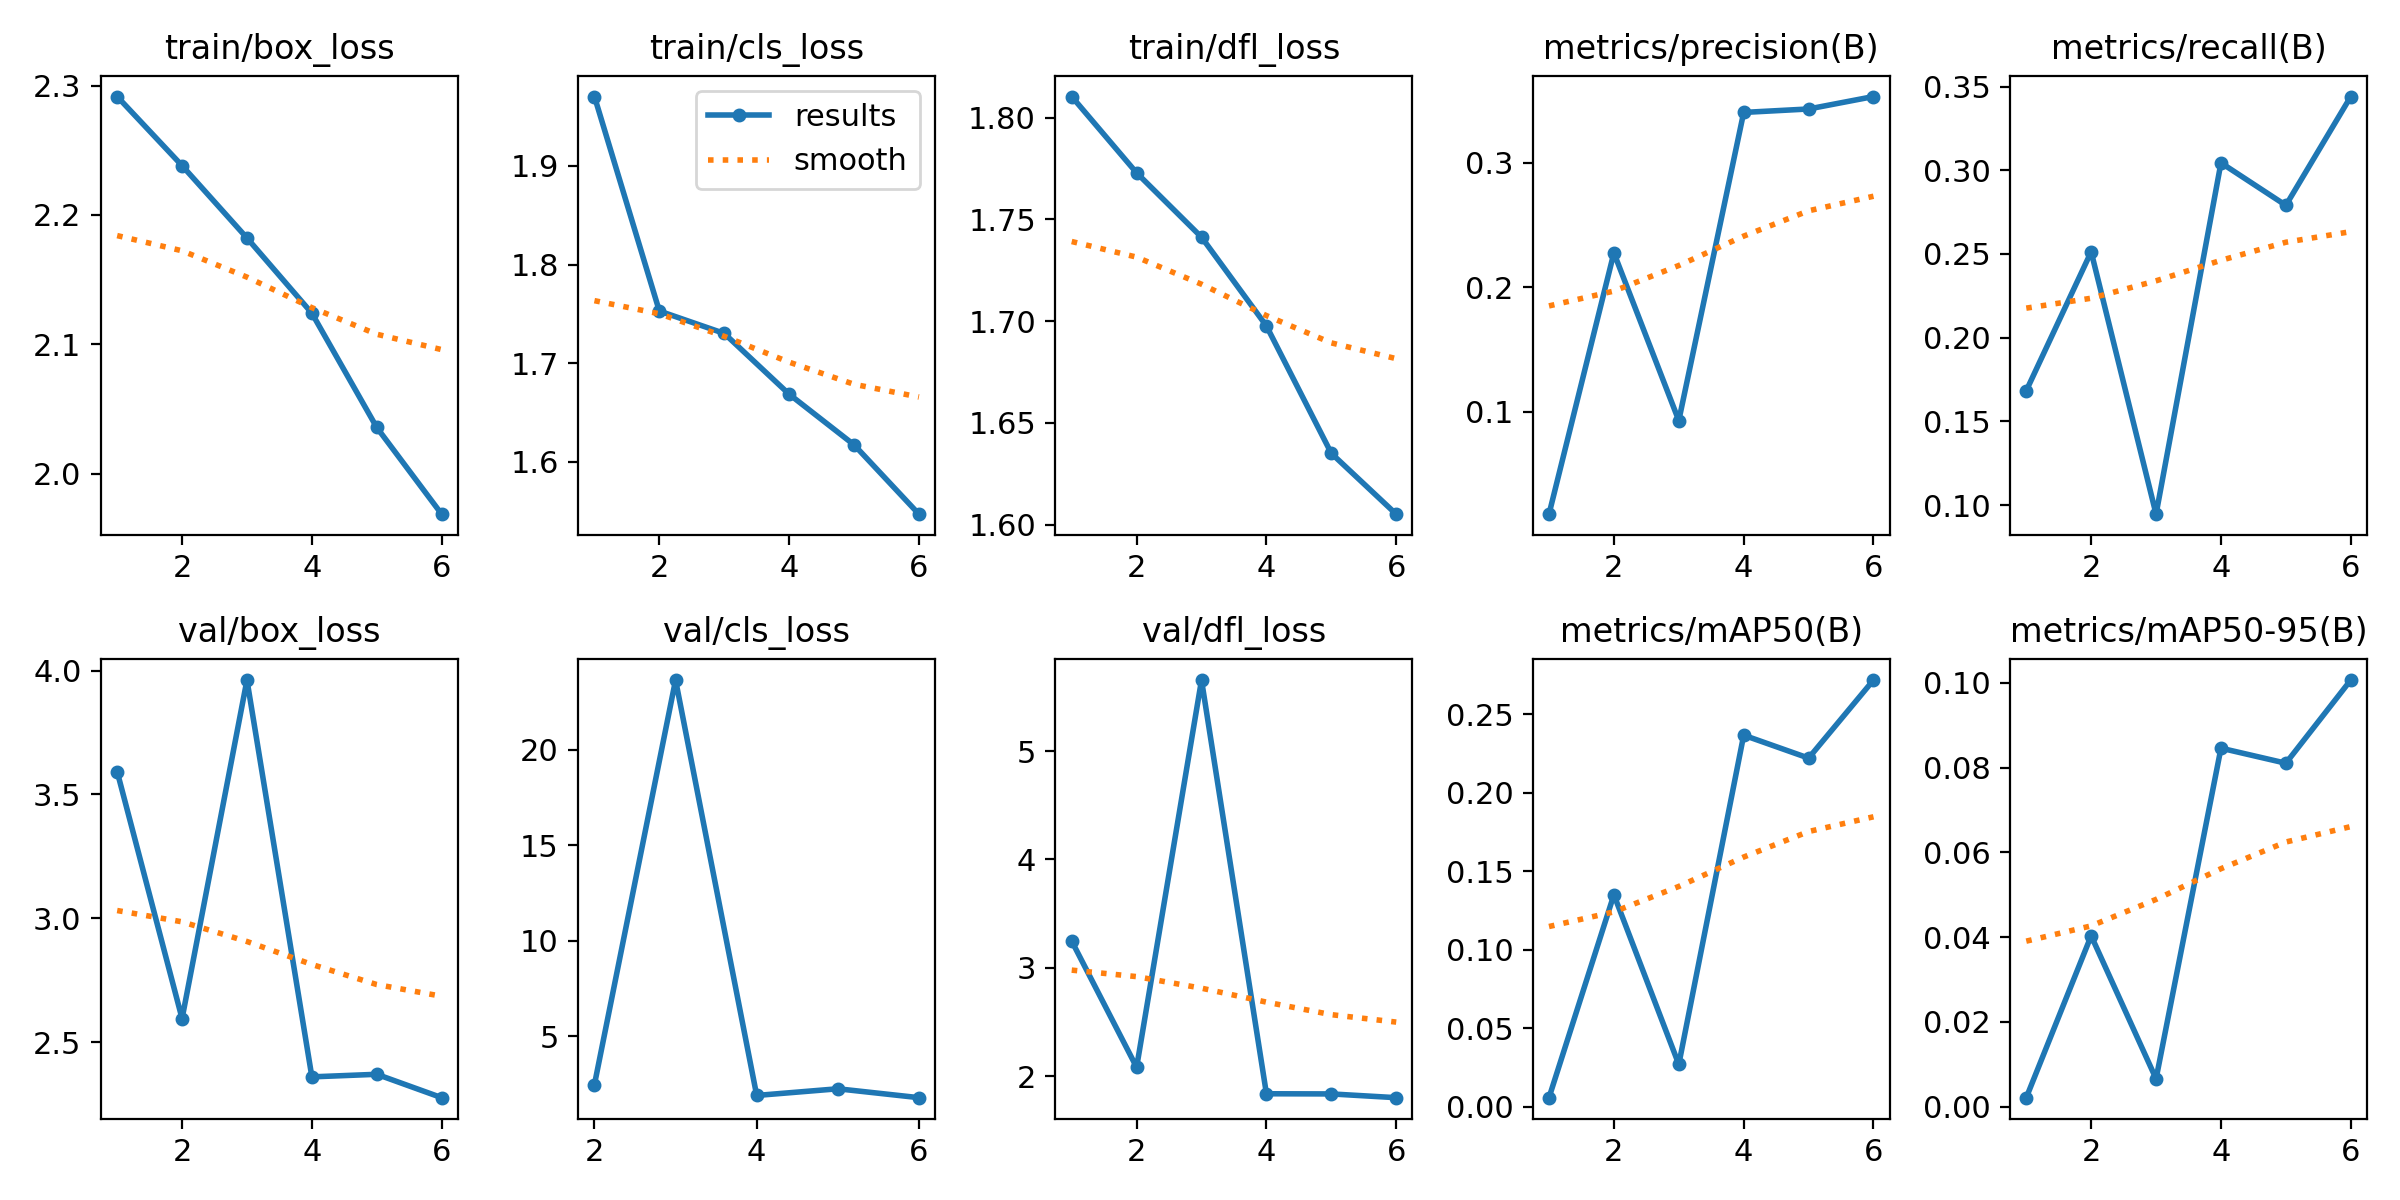 train/box_loss
2.3
2.2
2.1
2.0
2 4 6
train/cls_loss
results
smooth
1.9
1.8
1.7
1.6
2 4 6
train/dfl_loss
1.80
1.75
1.70
1.65
1.60
2 4 6
metrics/precision(B)
0.3
0.2
0.1
2 4 6
metrics/recall(B)
0.35
0.30
0.25
0.20
0.15
0.10
2 4 6
val/box_loss
4.0
3.5
3.0
2.5
2 4 6
val/cls_loss
20
15
10
5
2 4 6
val/dfl_loss
5
4
3
2
2 4 6
metrics/mAP50(B)
0.25
0.20
0.15
0.10
0.05
0.00
2 4 6
metrics/mAP50-95(B)
0.10
0.08
0.06
0.04
0.02
0.00
2 4 6